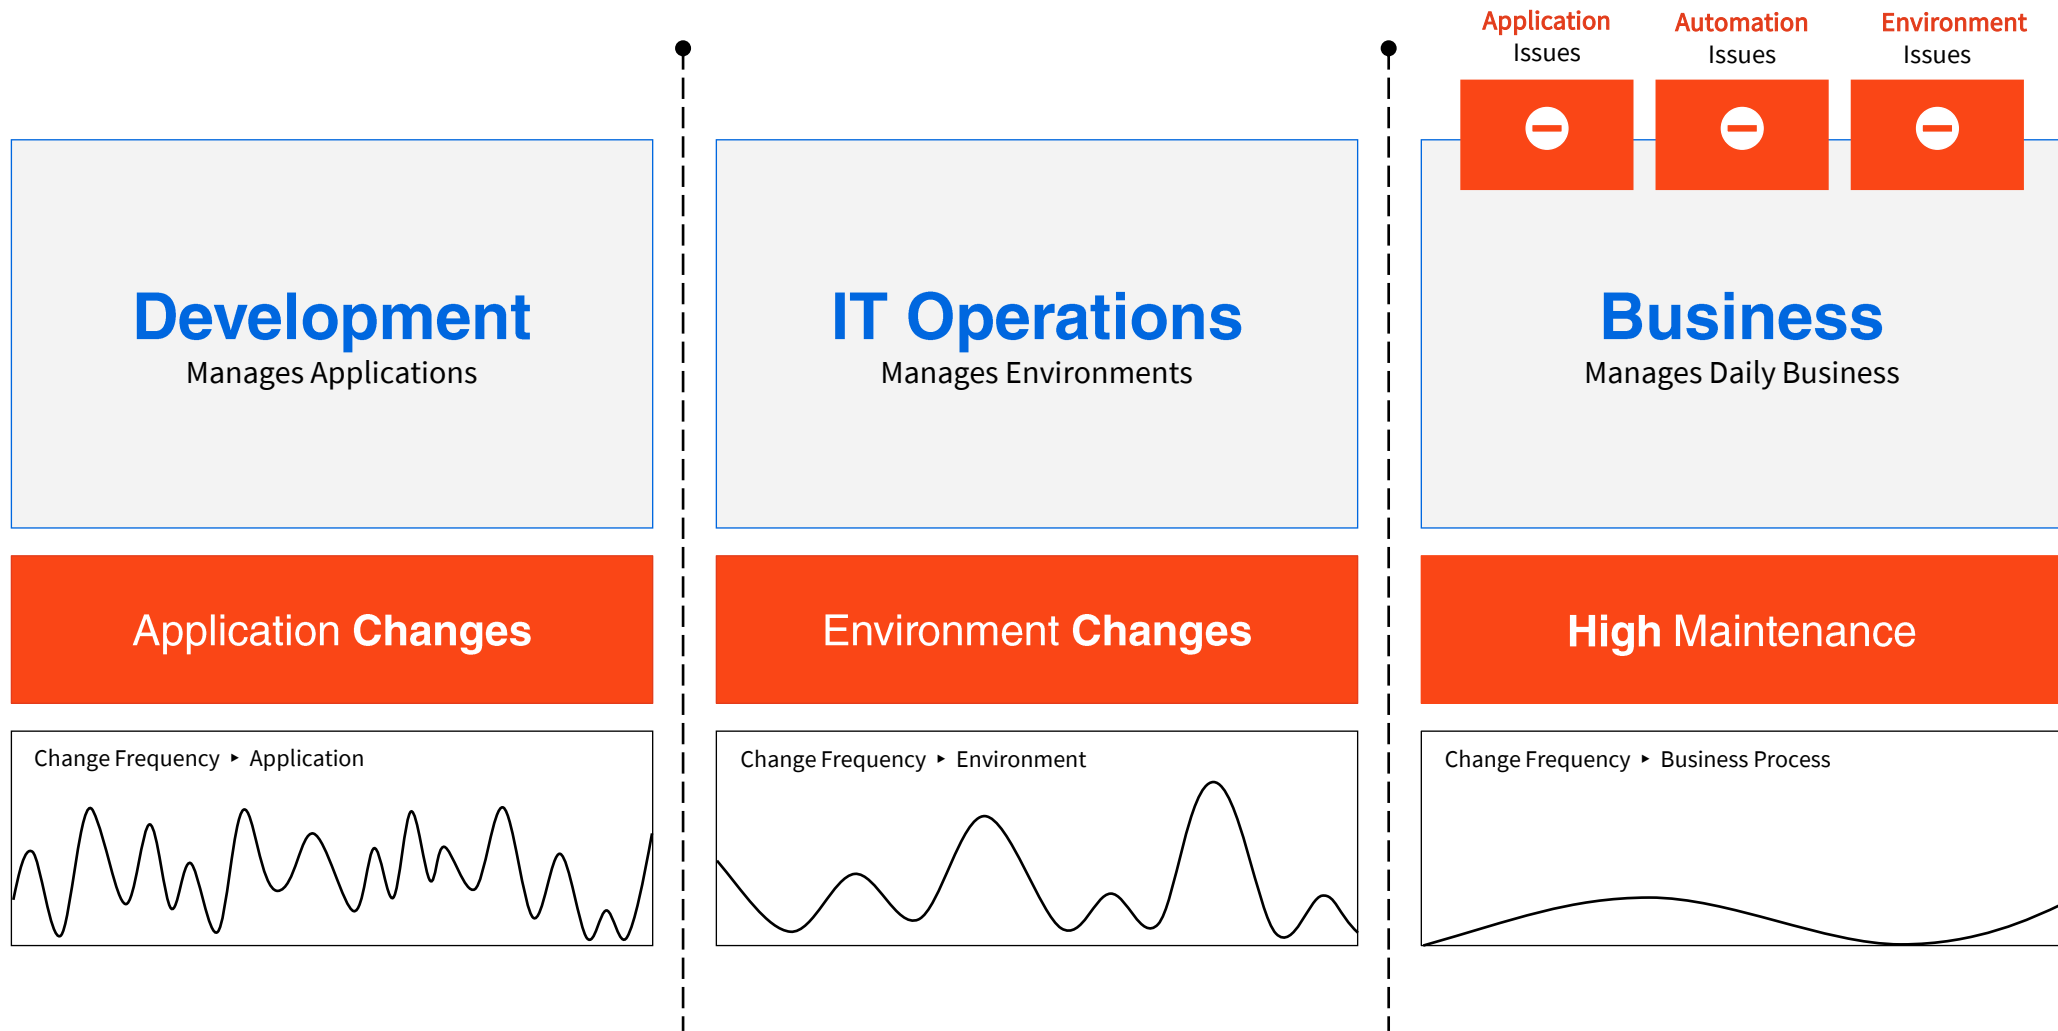 Application
Issues
Automation
Issues
Environment
Issues
Development
Manages Applications
IT Operations
Manages Environments
Business
Manages Daily Business
Application Changes
Environment Changes
High Maintenance
Change Frequency ‣ Application
Change Frequency ‣ Environment
Change Frequency ‣ Business Process